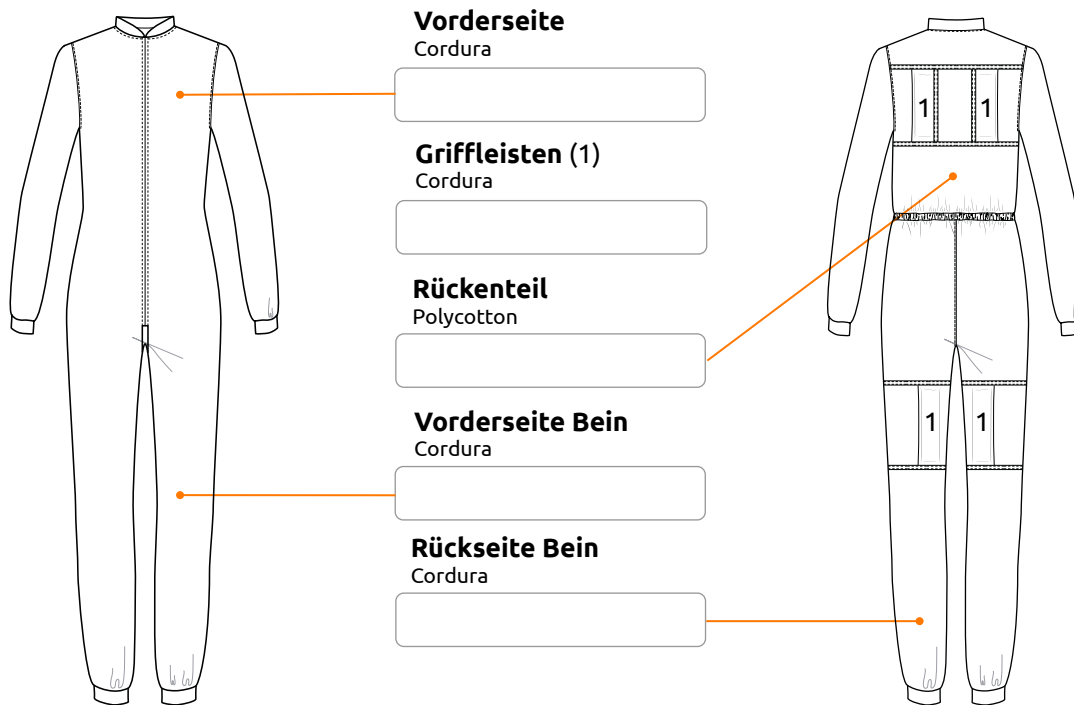 Vorderseite
Cordura
Griffleisten (1)
Cordura
Rückenteil
Polycotton
Vorderseite Bein
Cordura
Rückseite Bein
Cordura
1 1
1 1